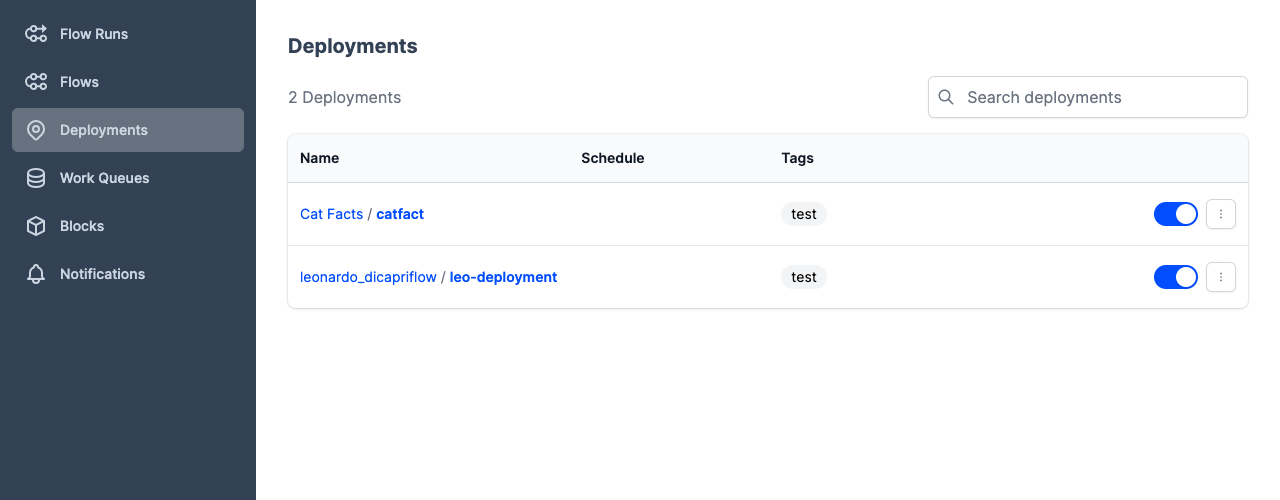 Flow Runs
Flows
Deployments
Work Queues
Blocks
Notifications
Deployments
2 Deployments
Search deployments
Name Schedule Tags
Cat Facts / catfact test
leonardo_dicapriflow / leo-deployment test